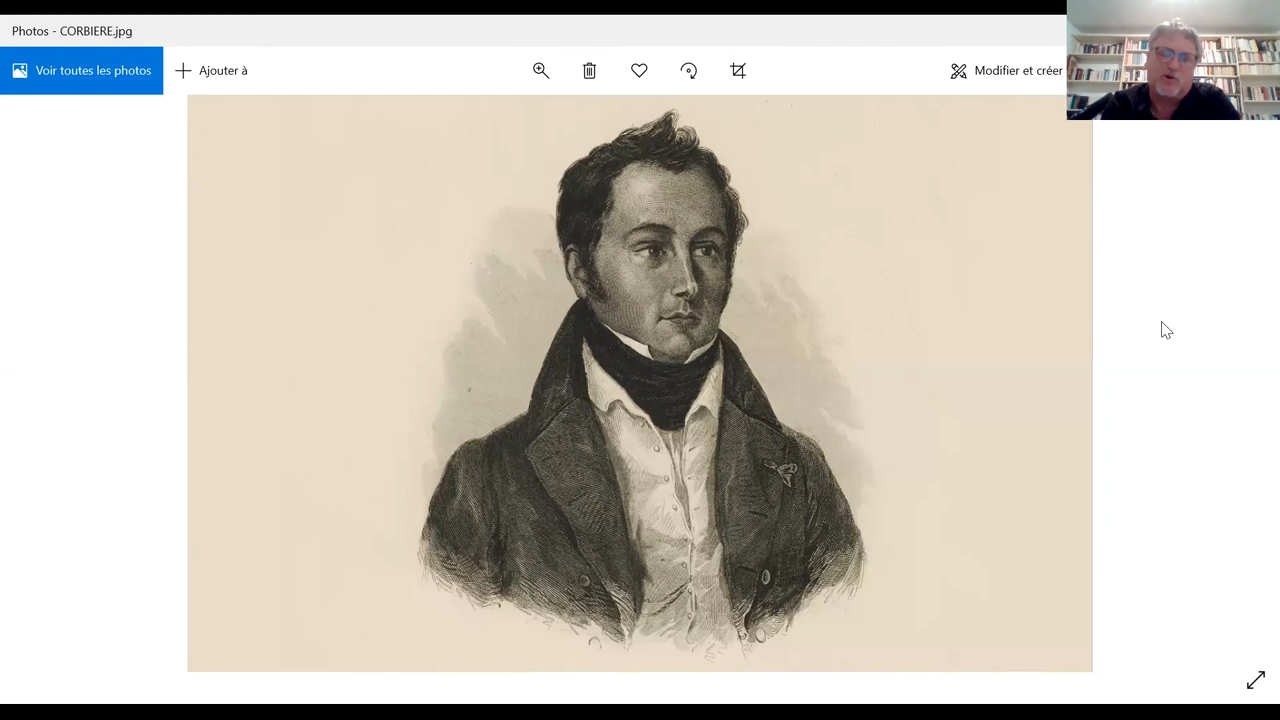 Photos - CORBIERE.jpg
Voir toutes les photos
Ajouter à
Modifier et créer